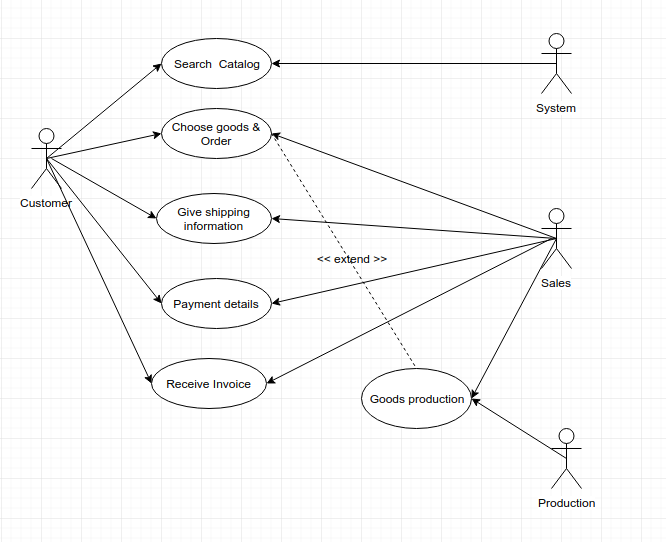 Search Catalog
System
Choose goods &
Order
Customer
Give shipping
information
<< extend >>
Sales
Payment details
Receive Invoice
Goods production
Production